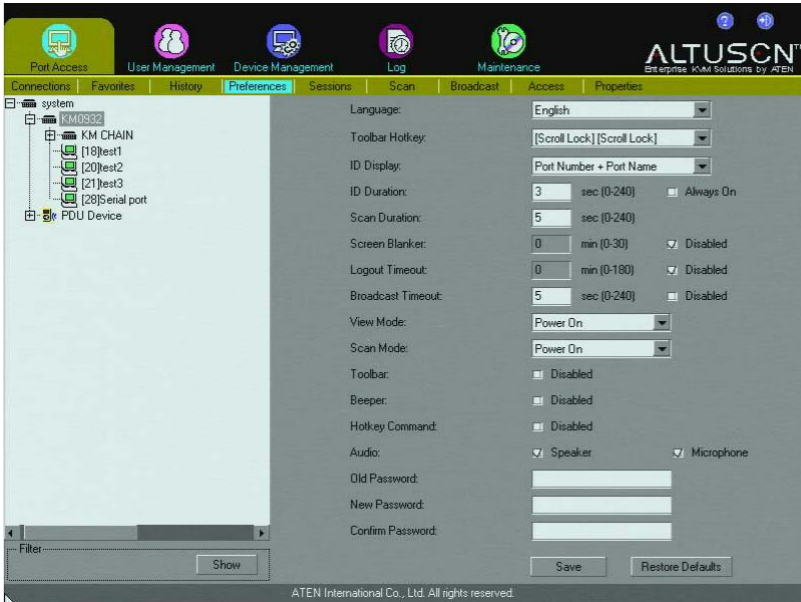 Port Access User Management Device Management Log Maintenance
ALTUSCN™
Enterprise KVM Solutions by ATEN
Connections Favorites History Preferences Sessions Scan Broadcast Access Properties
system
KM0932
KM CHAIN
[18]test1
[20]test2
[21]test3
[28]Serial port
PDU Device
Filter
Show
Language: English
Toolbar Hotkey: [Scroll Lock] [Scroll Lock]
ID Display: Port Number + Port Name
ID Duration: 3 sec (0-240) Always On
Scan Duration: 5 sec (0-240)
Screen Blanker: 0 min (0-30) Disabled
Logout Timeout: 0 min (0-180) Disabled
Broadcast Timeout: 5 sec (0-240) Disabled
View Mode: Power On
Scan Mode: Power On
Toolbar: Disabled
Beeper: Disabled
Hotkey Command: Disabled
Audio: Speaker Microphone
Old Password:
New Password:
Confirm Password:
Save Restore Defaults
ATEN International Co., Ltd. All rights reserved.